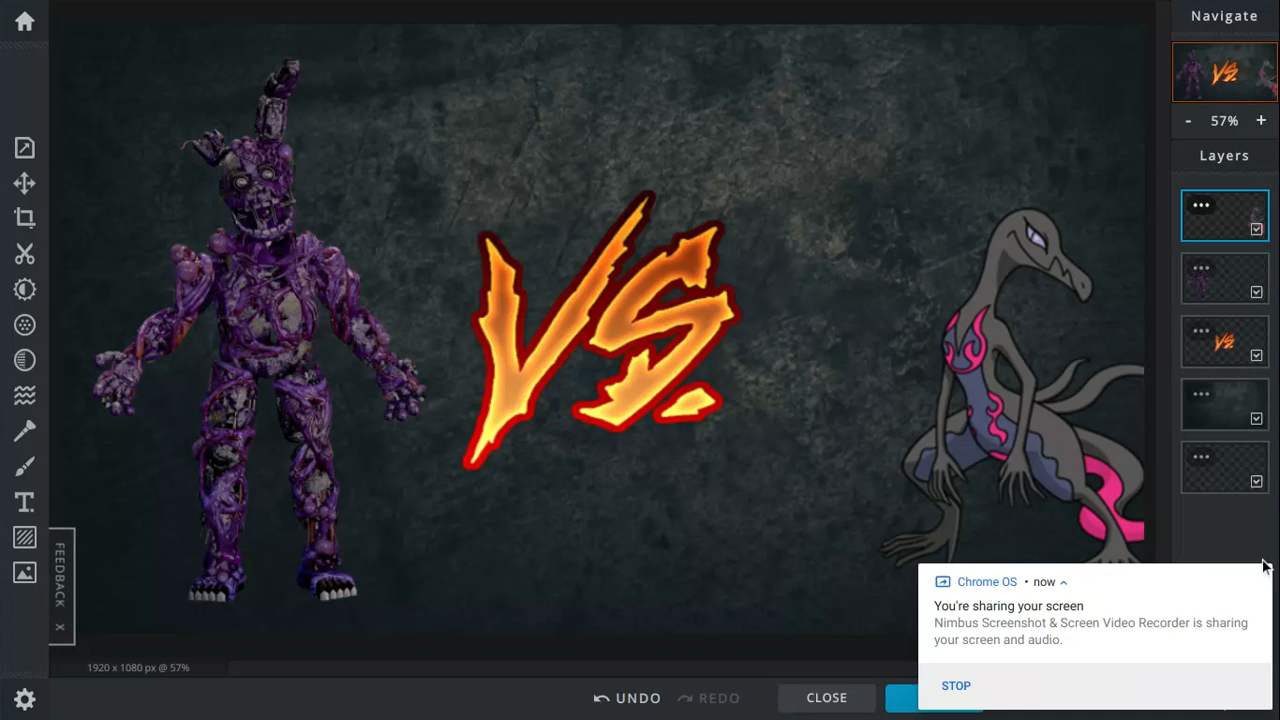 Navigate
VS.
- 57% +
Layers
FEEDBACK X
Chrome OS • now
You're sharing your screen
Nimbus Screenshot & Screen Video Recorder is sharing
your screen and audio.
STOP
1920 x 1080 px @ 57%
UNDO
REDO
CLOSE